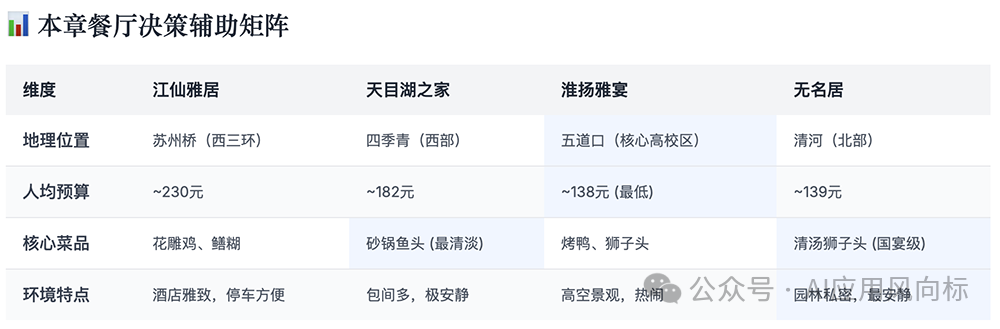 📊 本章餐厅决策辅助矩阵
维度 江仙雅居 天目湖之家 淮扬雅宴 无名居
地理位置 苏州桥（西三环） 四季青（西部） 五道口（核心高校区） 清河（北部）
人均预算 ~230元 ~182元 ~138元 (最低) ~139元
核心菜品 花雕鸡、鳝糊 砂锅鱼头 (最清淡) 烤鸭、狮子头 清汤狮子头 (国宴级)
环境特点 酒店雅致，停车方便 包间多，极安静 高空景观，热闹 园林私密，最安静
公众号 · AI应用风向标